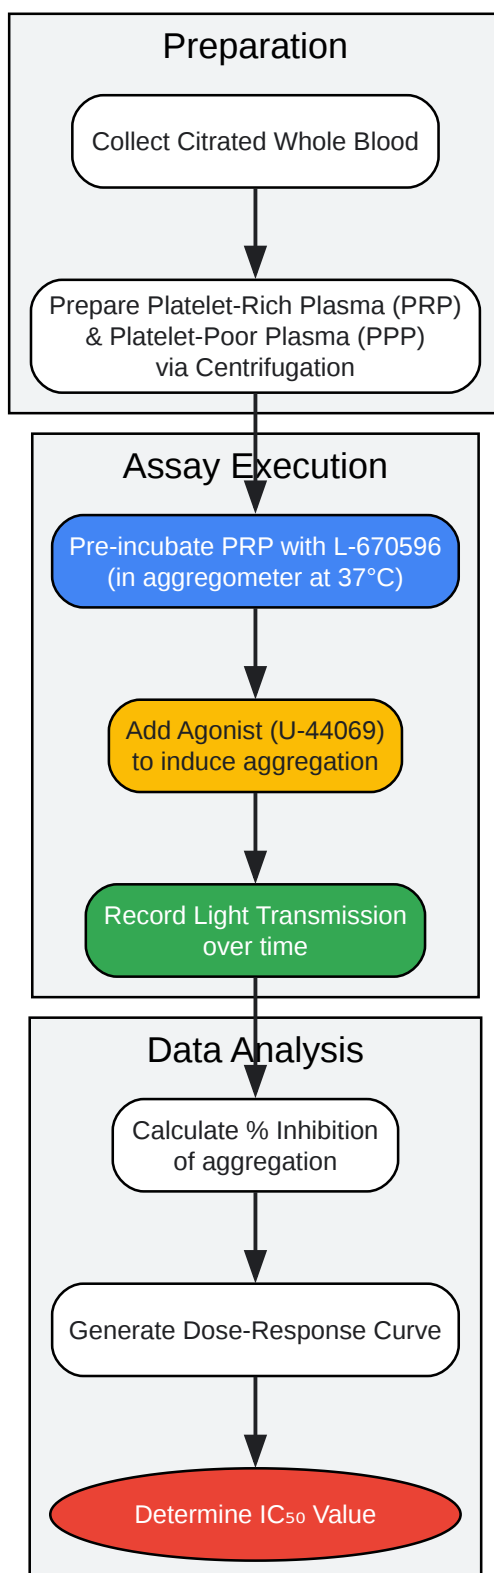 Preparation
Collect Citrated Whole Blood
Prepare Platelet-Rich Plasma (PRP)
& Platelet-Poor Plasma (PPP)
via Centrifugation
Assay Execution
Pre-incubate PRP with L-670596
(in aggregometer at 37°C)
Add Agonist (U-44069)
to induce aggregation
Record Light Transmission
over time
Data Analysis
Calculate % Inhibition
of aggregation
Generate Dose-Response Curve
Determine IC₅₀ Value